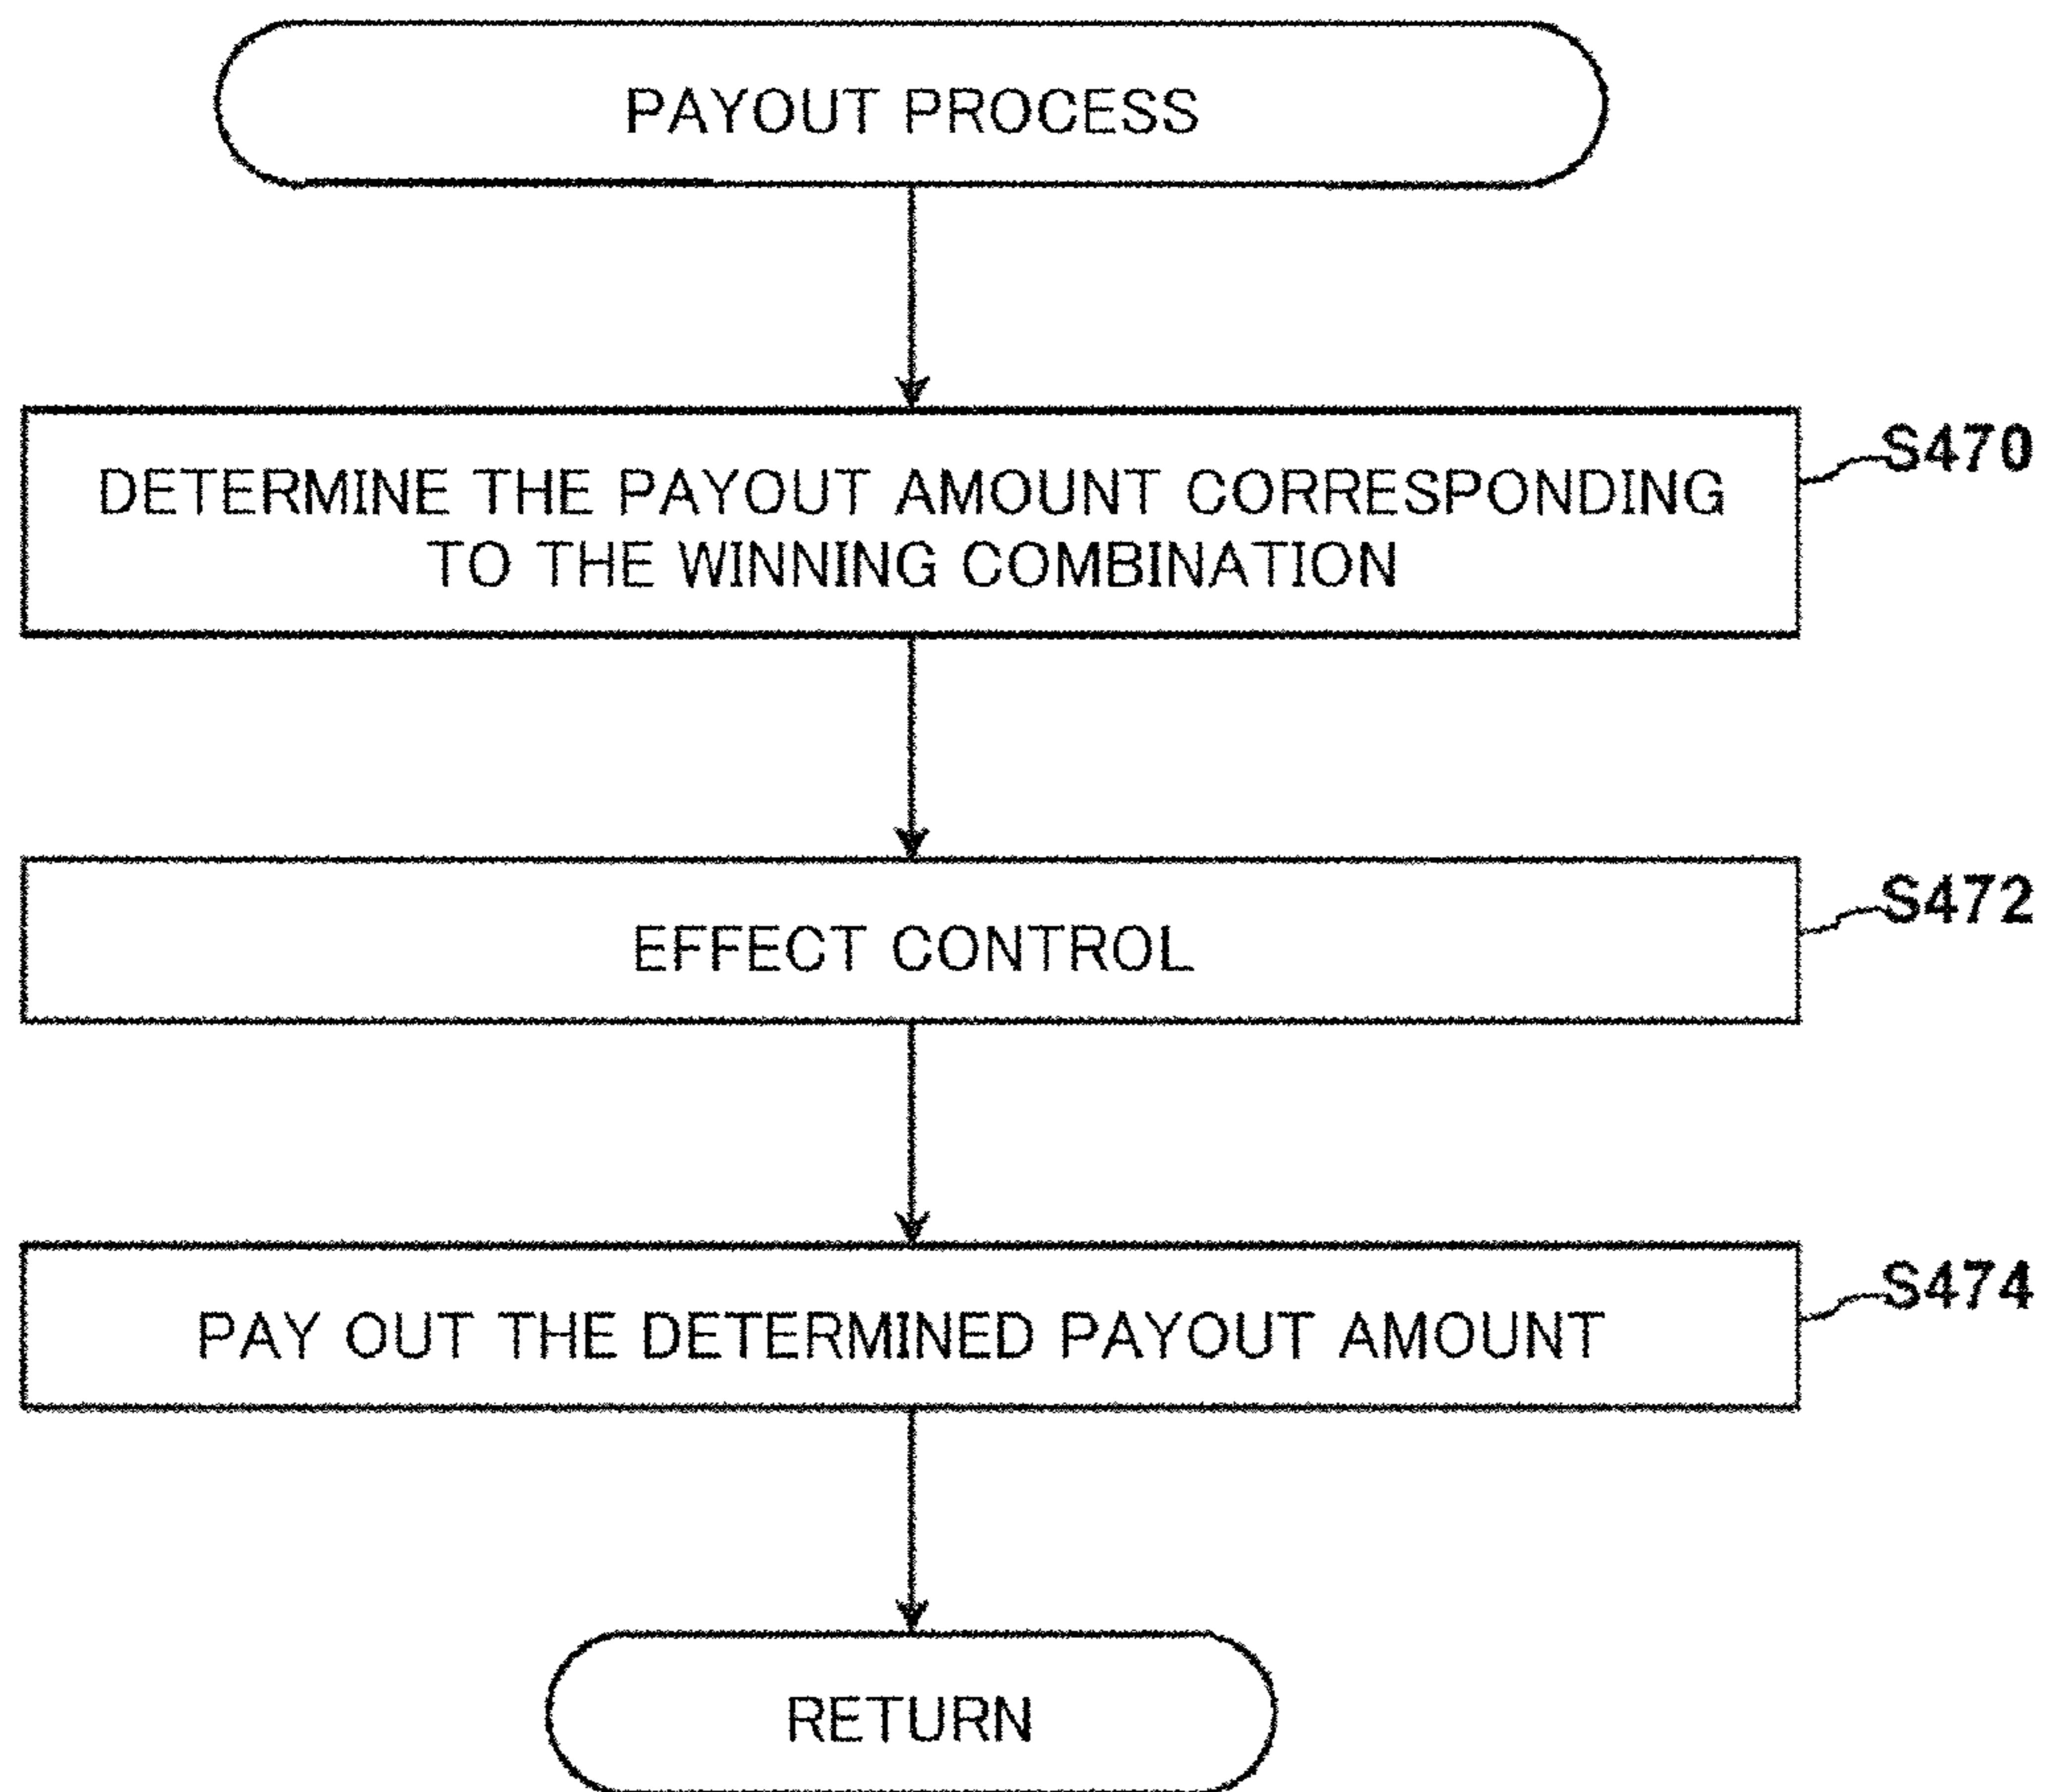 PAYOUT PROCESS
DETERMINE THE PAYOUT AMOUNT CORRESPONDING
TO THE WINNING COMBINATION
S470
EFFECT CONTROL
S472
PAY OUT THE DETERMINED PAYOUT AMOUNT
S474
RETURN